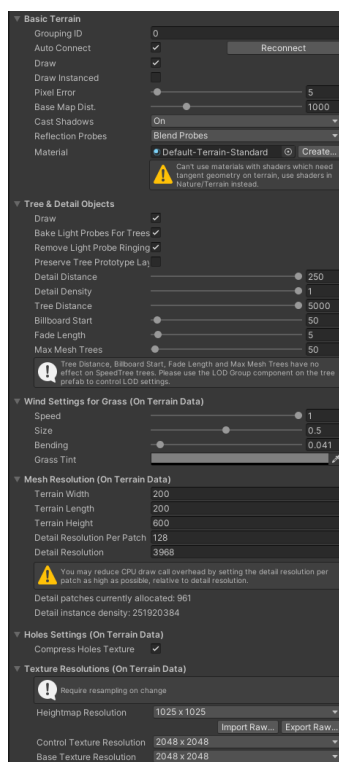 Basic Terrain
Grouping ID 0
Auto Connect Reconnect
Draw
Draw Instanced
Pixel Error 5
Base Map Dist. 1000
Cast Shadows On
Reflection Probes Blend Probes
Material Default-Terrain-Standard Create...
Can't use materials with shaders which need
tangent geometry on terrain, use shaders in
Nature/Terrain instead.
Tree & Detail Objects
Draw
Bake Light Probes For Trees
Remove Light Probe Ringing
Preserve Tree Prototype Lay
Detail Distance 250
Detail Density 1
Tree Distance 5000
Billboard Start 50
Fade Length 5
Max Mesh Trees 50
Tree Distance, Billboard Start, Fade Length and Max Mesh Trees have no
effect on SpeedTree trees. Please use the LOD Group component on the tree
prefab to control LOD settings.
Wind Settings for Grass (On Terrain Data)
Speed 1
Size 0.5
Bending 0.041
Grass Tint
Mesh Resolution (On Terrain Data)
Terrain Width 200
Terrain Length 200
Terrain Height 600
Detail Resolution Per Patch 128
Detail Resolution 3968
You may reduce CPU draw call overhead by setting the detail resolution per
patch as high as possible, relative to detail resolution.
Detail patches currently allocated: 961
Detail instance density: 251920384
Holes Settings (On Terrain Data)
Compress Holes Texture
Texture Resolutions (On Terrain Data)
Require resampling on change
Heightmap Resolution 1025 x 1025
Import Raw... Export Raw...
Control Texture Resolution 2048 x 2048
Base Texture Resolution 2048 x 2048